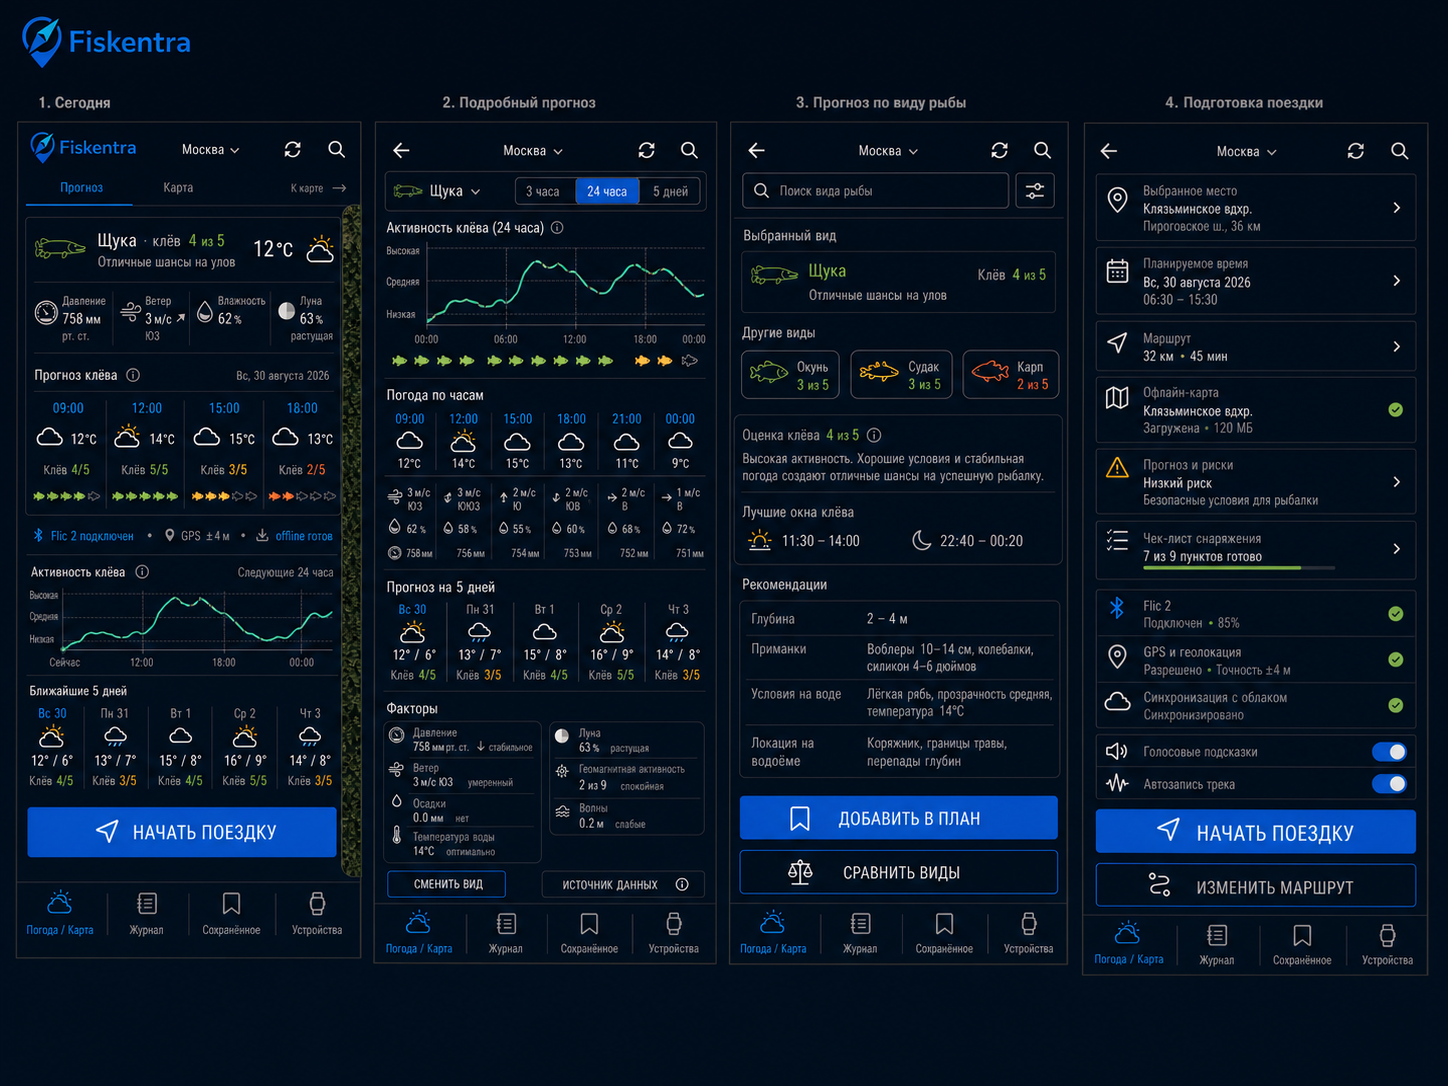 Fiskentra
1. Сегодня
Fiskentra
Москва
Прогноз
Карта
К карте →
Щука · клёв 4 из 5
Отличные шансы на улов
12°C
Давление
758 мм
рт. ст.
Ветер
3 м/с ↗
ЮЗ
Влажность
62 %
Луна
63 %
растущая
Прогноз клёва
Вс, 30 августа 2026
09:00 12:00 15:00 18:00
12°C 14°C 15°C 13°C
Клёв 4/5 Клёв 5/5 Клёв 3/5 Клёв 2/5
Flic 2 подключен • GPS ±4 м • offline готов
Активность клёва
Следующие 24 часа
Высокая
Средняя
Низкая
Сейчас 12:00 18:00 00:00
Ближайшие 5 дней
Вс 30 Пн 31 Вт 1 Ср 2 Чт 3
12° / 6° 13° / 7° 15° / 8° 16° / 9° 14° / 8°
Клёв 4/5 Клёв 3/5 Клёв 4/5 Клёв 5/5 Клёв 3/5
НАЧАТЬ ПОЕЗДКУ
Погода / Карта Журнал Сохранённое Устройства
2. Подробный прогноз
Москва
Щука
3 часа 24 часа 5 дней
Активность клёва (24 часа)
Высокая
Средняя
Низкая
00:00 06:00 12:00 18:00 00:00
Погода по часам
09:00 12:00 15:00 18:00 21:00 00:00
12°C 14°C 15°C 13°C 11°C 9°C
3 м/с 3 м/с 2 м/с 2 м/с 2 м/с 1 м/с
ЮЗ ЮЮЗ Ю ЮВ В В
62 % 58 % 55 % 60 % 68 % 72 %
758 мм 756 мм 754 мм 753 мм 752 мм 751 мм
Прогноз на 5 дней
Вс 30 Пн 31 Вт 1 Ср 2 Чт 3
12° / 6° 13° / 7° 15° / 8° 16° / 9° 14° / 8°
Клёв 4/5 Клёв 3/5 Клёв 4/5 Клёв 5/5 Клёв 3/5
Факторы
Давление
758 мм рт. ст. ↓ стабильное
Ветер
3 м/с ЮЗ умеренный
Осадки
0.0 мм нет
Температура воды
14°C оптимально
Луна
63 % растущая
Геомагнитная активность
2 из 9 спокойная
Волны
0.2 м слабые
СМЕНИТЬ ВИД
ИСТОЧНИК ДАННЫХ
Погода / Карта Журнал Сохранённое Устройства
3. Прогноз по виду рыбы
Москва
Поиск вида рыбы
Выбранный вид
Щука
Клёв 4 из 5
Отличные шансы на улов
Другие виды
Окунь
3 из 5
Судак
3 из 5
Карп
2 из 5
Оценка клёва 4 из 5
Высокая активность. Хорошие условия и стабильная
погода создают отличные шансы на успешную рыбалку.
Лучшие окна клёва
11:30 – 14:00
22:40 – 00:20
Рекомендации
Глубина
2 – 4 м
Приманки
Воблеры 10–14 см, колебалки,
силикон 4–6 дюймов
Условия на воде
Лёгкая рябь, прозрачность средняя,
температура 14°C
Локация на
водоёме
Коряжник, границы травы,
перепады глубин
ДОБАВИТЬ В ПЛАН
СРАВНИТЬ ВИДЫ
Погода / Карта Журнал Сохранённое Устройства
4. Подготовка поездки
Москва
Выбранное место
Клязьминское вдхр.
Пироговское ш., 36 км
Планируемое время
Вс, 30 августа 2026
06:30 – 15:30
Маршрут
32 км • 45 мин
Офлайн-карта
Клязьминское вдхр.
Загружена • 120 МБ
Прогноз и риски
Низкий риск
Безопасные условия для рыбалки
Чек-лист снаряжения
7 из 9 пунктов готово
Flic 2
Подключен • 85%
GPS и геолокация
Разрешено • Точность ±4 м
Синхронизация с облаком
Синхронизировано
Голосовые подсказки
Автозапись трека
НАЧАТЬ ПОЕЗДКУ
ИЗМЕНИТЬ МАРШРУТ
Погода / Карта Журнал Сохранённое Устройства